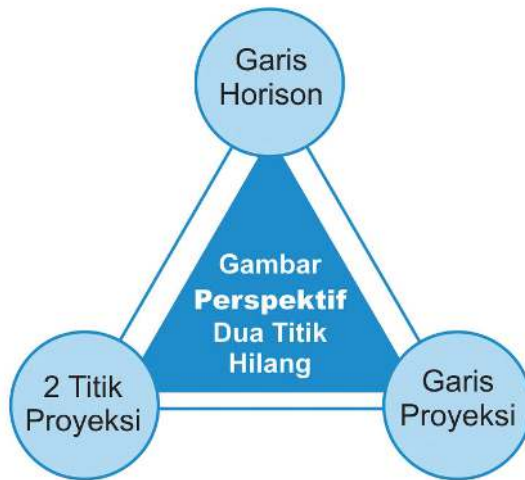 Garis
Horison
Gambar
Perspektif
Dua Titik
Hilang
2 Titik
Proyeksi
Garis
Proyeksi